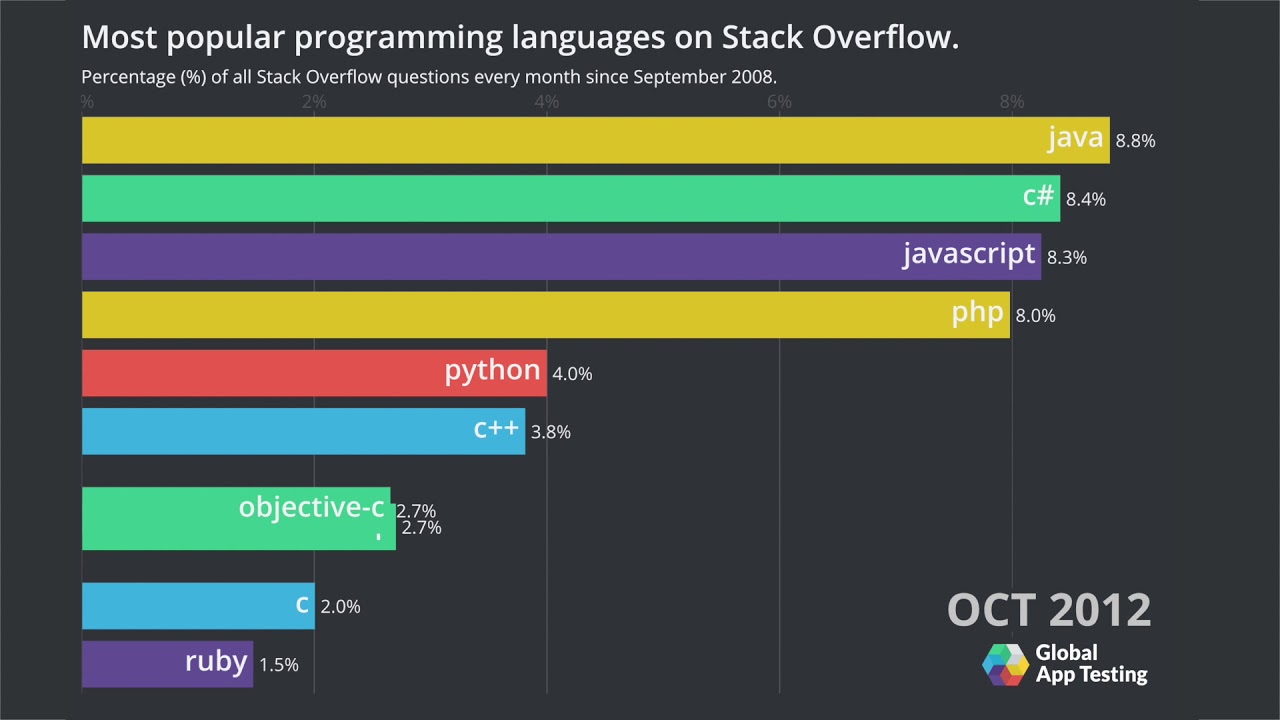 Most popular programming languages on Stack Overflow.
Percentage (%) of all Stack Overflow questions every month since September 2008.
% 2% 4% 6% 8%
java 8.8%
c# 8.4%
javascript 8.3%
php 8.0%
python 4.0%
c++ 3.8%
objective-c 2.7%
2.7%
c 2.0%
ruby 1.5%
OCT 2012
Global
App Testing